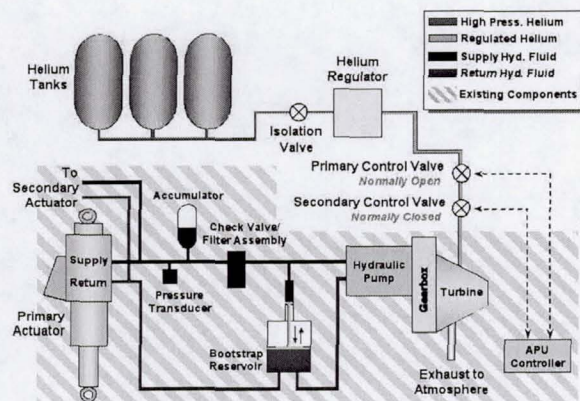 High Press. Helium
Regulated Helium
Supply Hyd. Fluid
Return Hyd. Fluid
Existing Components
Helium
Tanks
Helium
Regulator
Isolation
Valve
To
Secondary
Actuator
Primary Control Valve
Normally Open
Accumulator
Secondary Control Valve
Normally Closed
Check Valve/
Filter Assembly
Supply
Return
Hydraulic
Pump
Gearbox
Turbine
Pressure
Transducer
Primary
Actuator
Bootstrap
Reservoir
Exhaust to
Atmosphere
APU
Controller